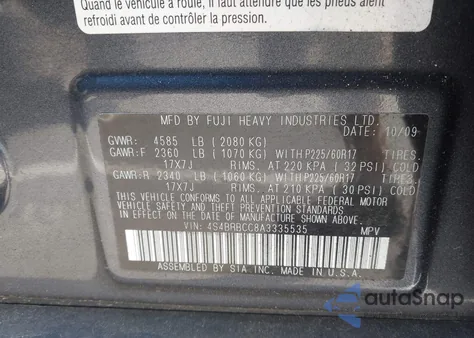 Quand le véhicule a roulé, il faut attendre que les pneus aient
refroidi avant de contrôler la pression.
MFD BY FUJI HEAVY INDUSTRIES LTD.
DATE: 10/09
GVWR: 4585 LB (2080 KG)
GAWR:F 2360 LB (1070 KG) WITH P225/60R17 TIRES,
17X7J RIMS, AT 220 KPA ( 32 PSI) COLD
GAWR:R 2340 LB (1060 KG) WITH P225/60R17 TIRES,
17X7J RIMS, AT 210 KPA ( 30 PSI) COLD
THIS VEHICLE CONFORMS TO ALL APPLICABLE FEDERAL MOTOR
VEHICLE SAFETY AND THEFT PREVENTION STANDARDS IN EFFECT
ON THE DATE OF MANUFACTURE SHOWN ABOVE.
VIN: 4S4BRBCC8A3335535 MPV
ASSEMBLED BY SIA INC. MADE IN U.S.A.
autoSnap